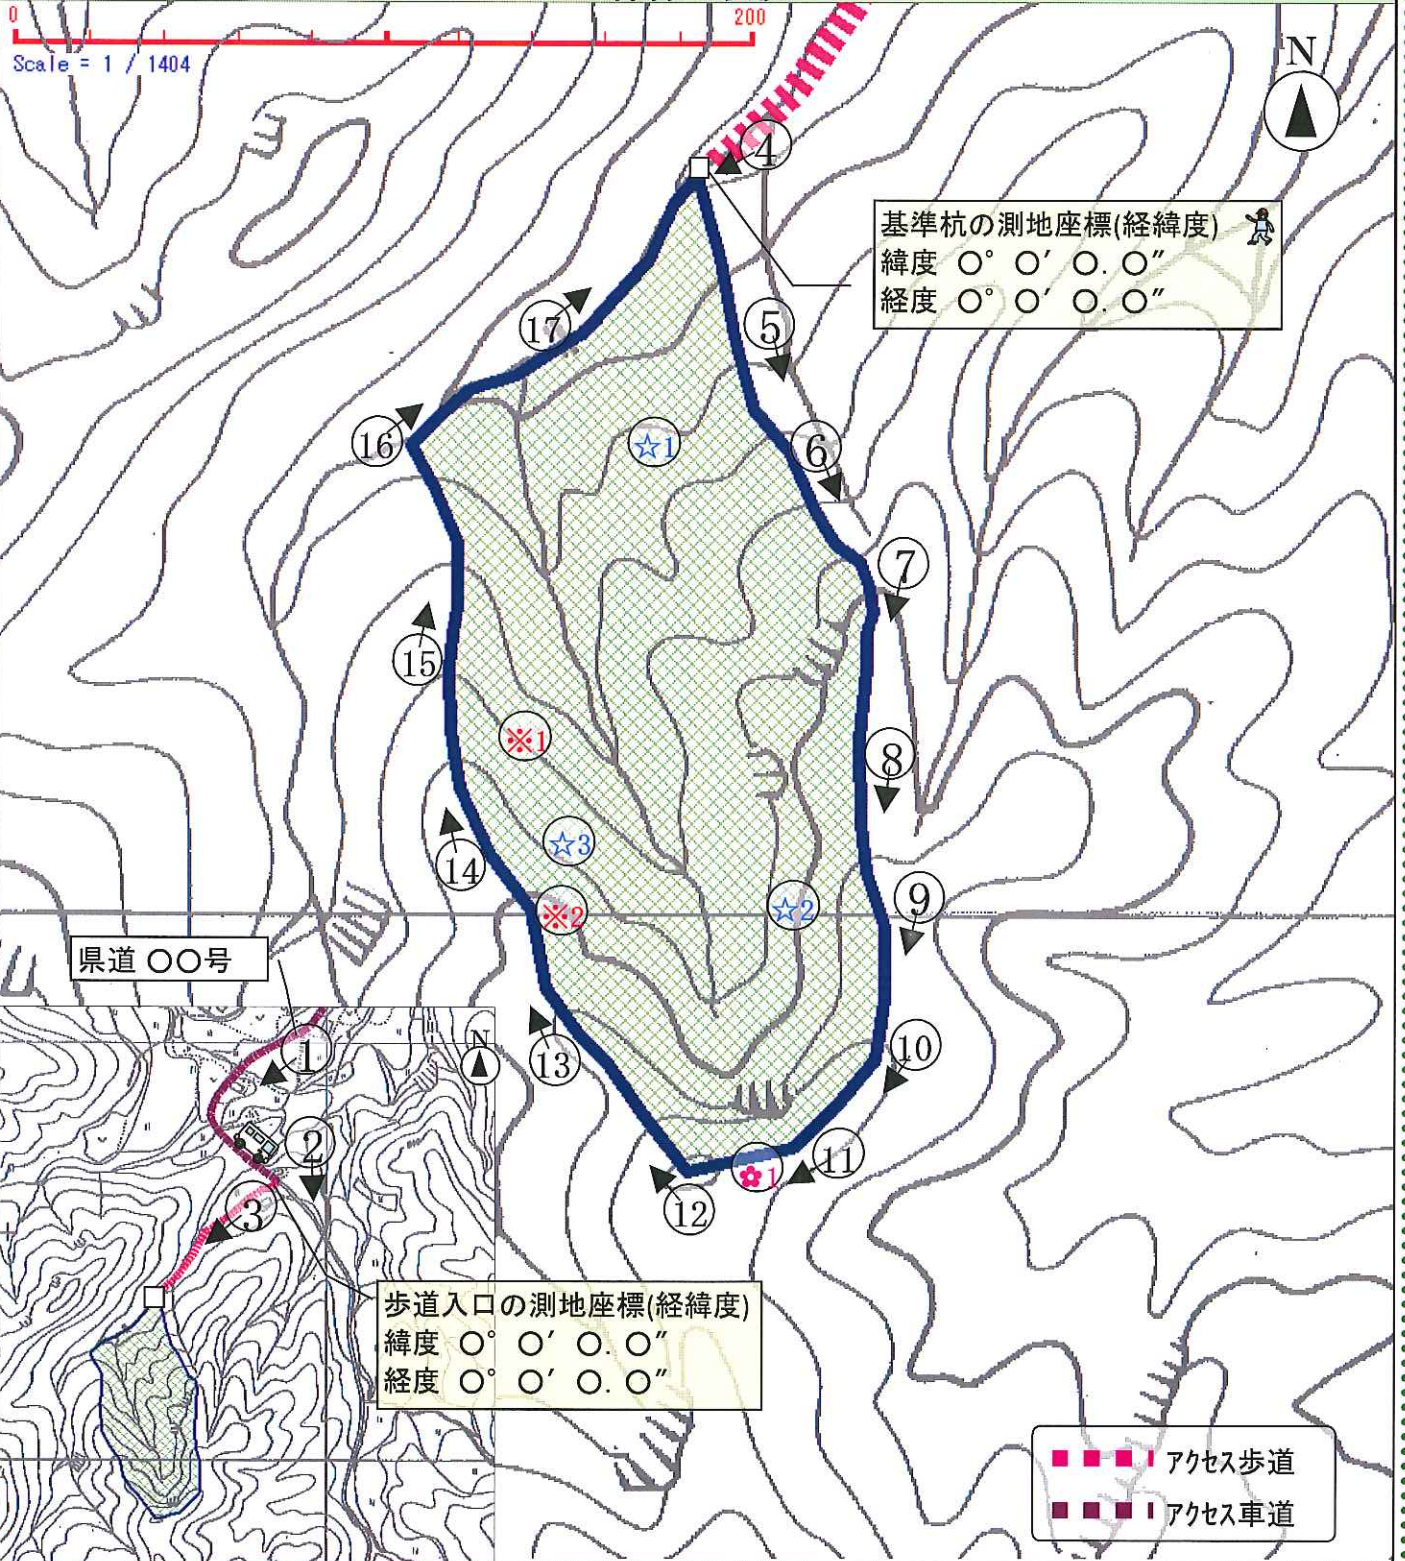 0 200
Scale = 1 / 1404
N
④
基準杭の測地座標(経緯度)
緯度 〇° 〇′ 〇. 〇″
経度 〇° 〇′ 〇. 〇″
⑤
⑰
⑯
☆1
⑥
⑦
⑮
※1
⑧
⑭
☆3
※2
☆2
⑨
県道 〇〇号
⑬
⑩
①
N
②
③
✿1
⑪
⑫
歩道入口の測地座標(経緯度)
緯度 〇° 〇′ 〇. 〇″
経度 〇° 〇′ 〇. 〇″
アクセス歩道
アクセス車道